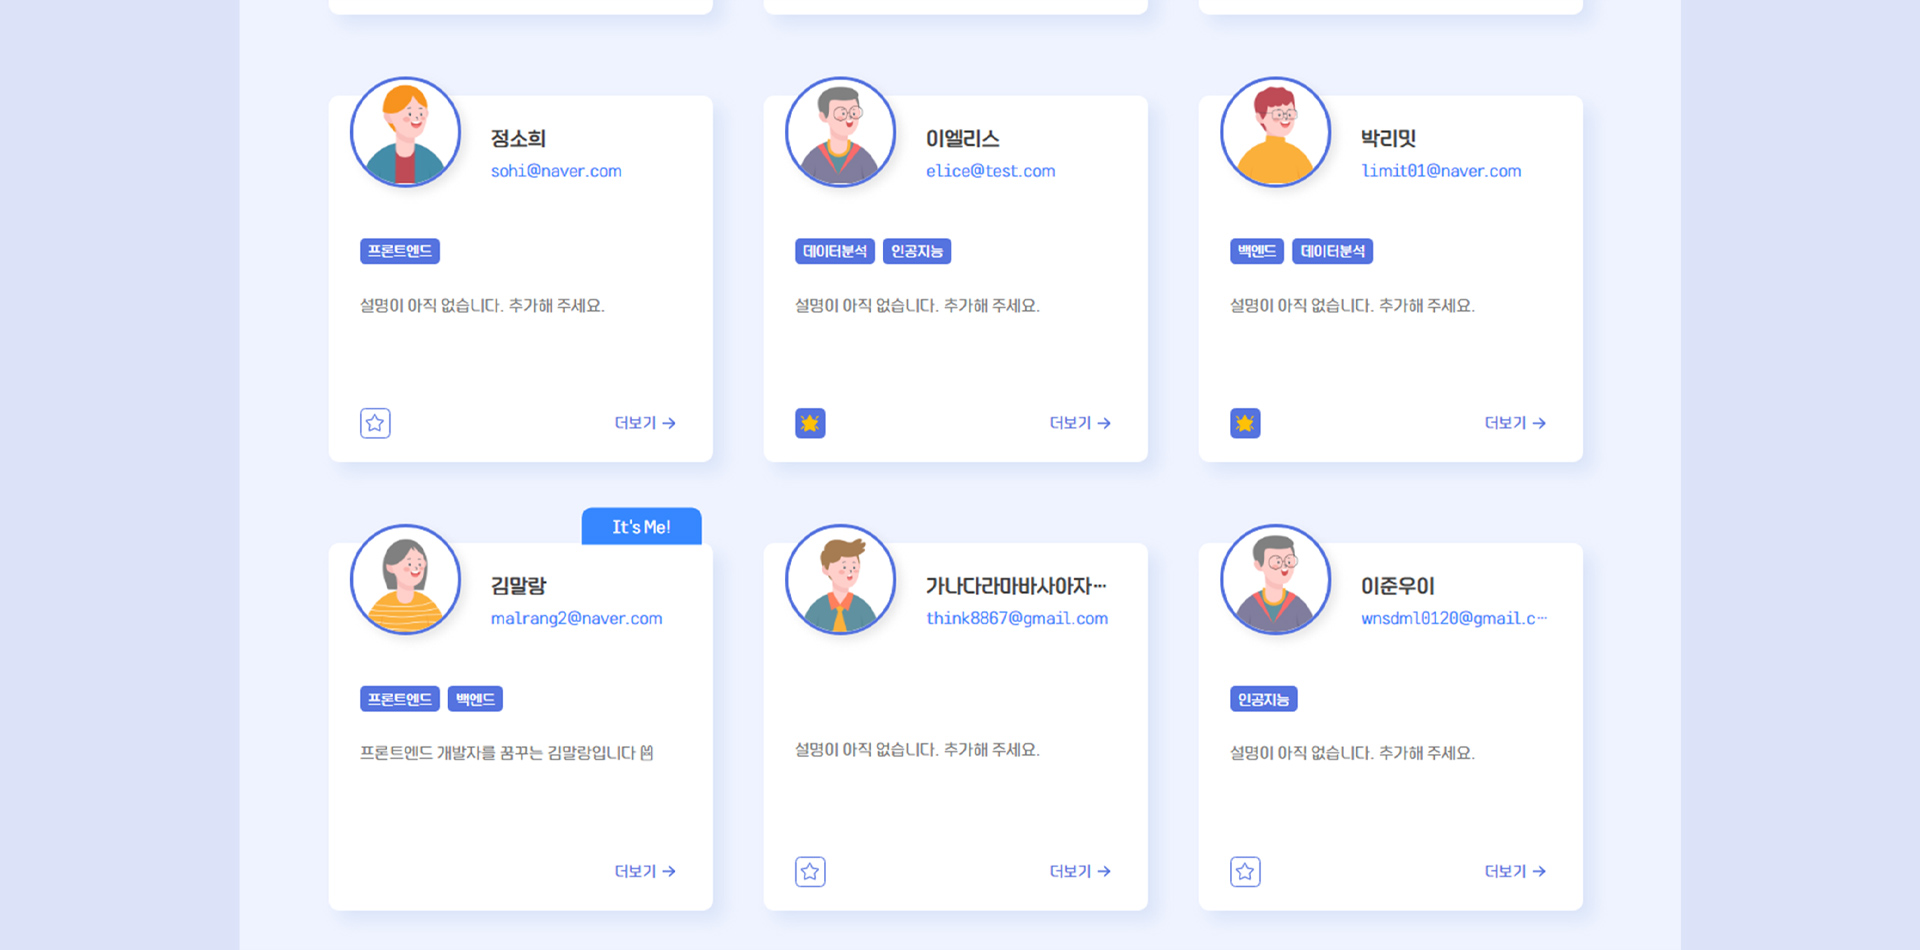 정소희
sohi@naver.com
프론트엔드
설명이 아직 없습니다. 추가해 주세요.
더보기 →
이엘리스
elice@test.com
데이터분석 인공지능
설명이 아직 없습니다. 추가해 주세요.
더보기 →
박리밋
limit01@naver.com
백엔드 데이터분석
설명이 아직 없습니다. 추가해 주세요.
더보기 →
It's Me!
김말랑
malrang2@naver.com
프론트엔드 백엔드
프론트엔드 개발자를 꿈꾸는 김말랑입니다
더보기 →
가나다라마바사아자…
think8867@gmail.com
설명이 아직 없습니다. 추가해 주세요.
더보기 →
이준우이
wnsdml0120@gmail.c…
인공지능
설명이 아직 없습니다. 추가해 주세요.
더보기 →